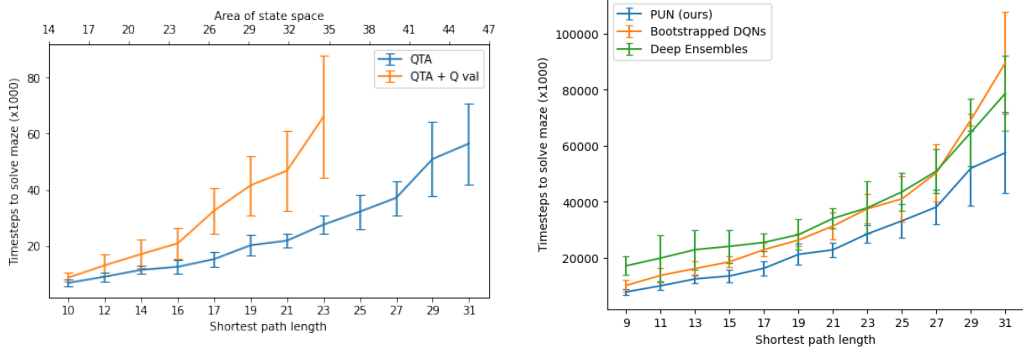 Area of state space
14 18 21 24 26 29 32 35 38 41 44 47
QTA
QTA + Q val
80
60
40
20
Timesteps to solve maze (x1000)
10 12 14 16 17 19 21 23 25 27 29 31
Shortest path length
PUN (ours)
Bootstrapped DQNs
Deep Ensembles
100000
80000
60000
40000
20000
Timesteps to solve maze (x1000)
9 11 13 15 17 19 21 23 25 27 29 31
Shortest path length